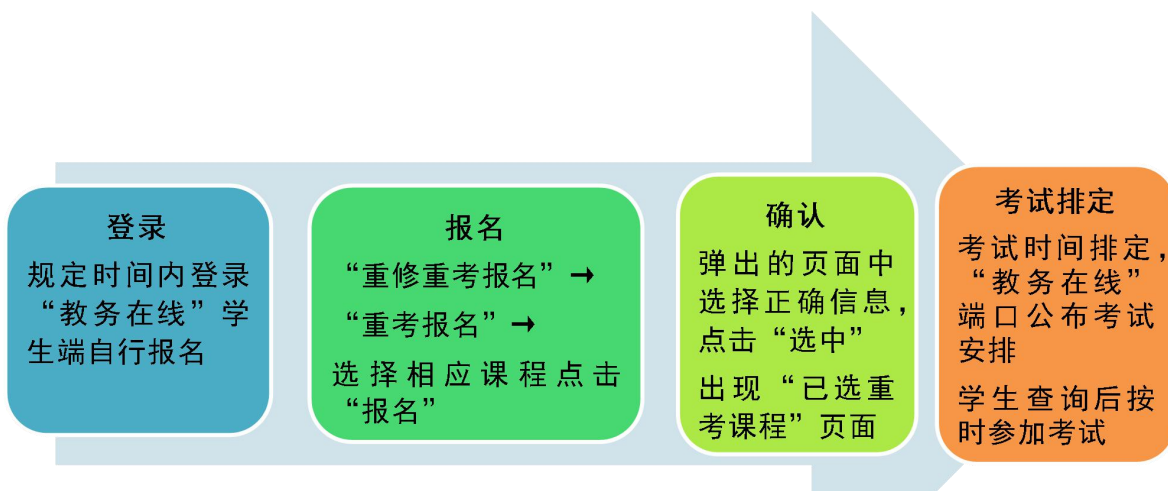 登录
规定时间内登录
“教务在线”学
生端自行报名
报名
“重修重考报名”→
“重考报名”→
选择相应课程点击
“报名”
确认
弹出的页面中
选择正确信息，
点击“选中”
出现“已选重
考课程”页面
考试排定
考试时间排定，
“教务在线”
端口公布考试
安排
学生查询后按
时参加考试